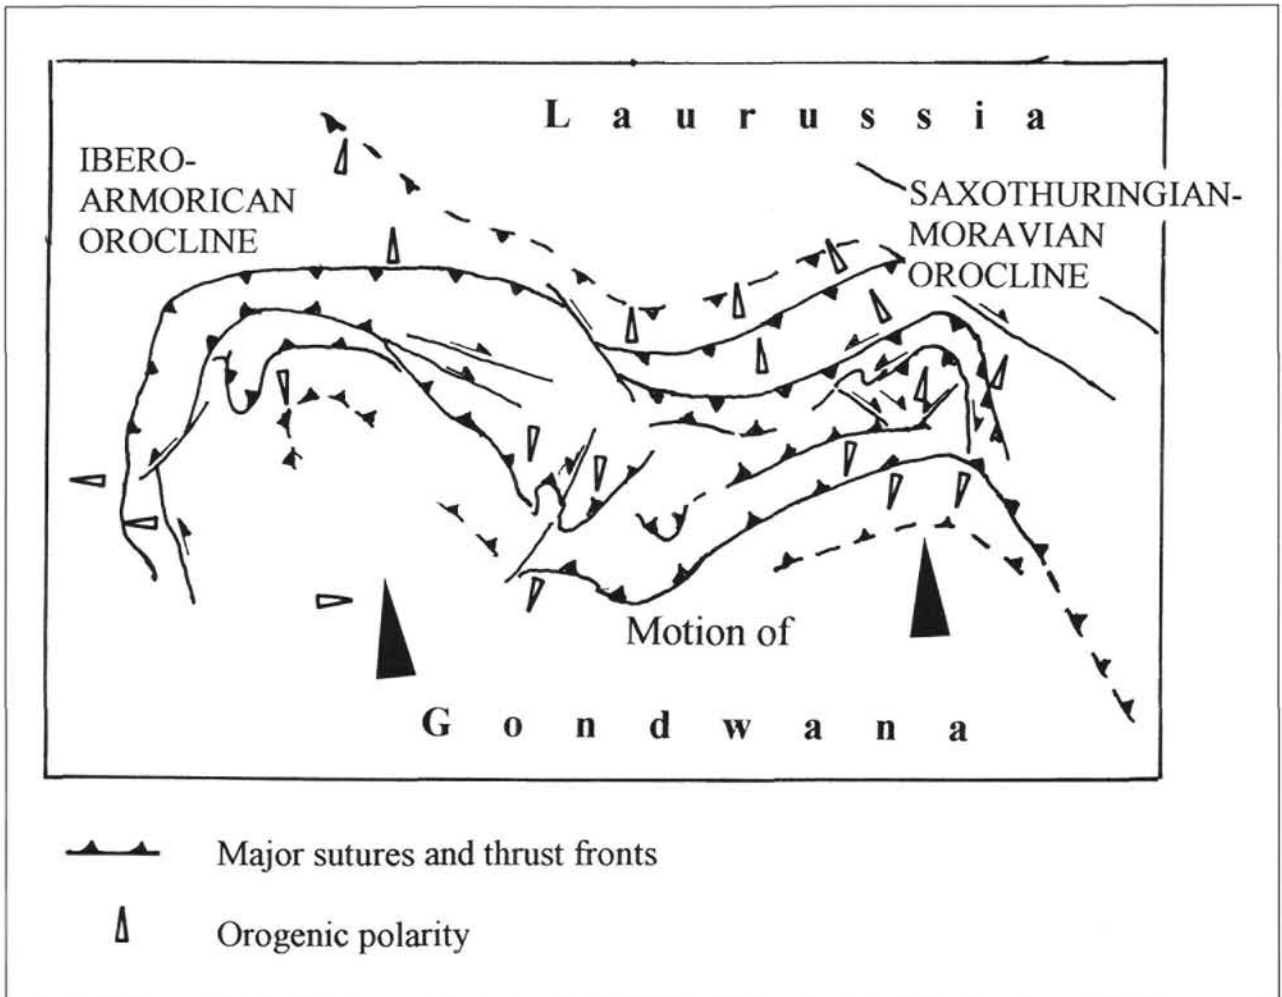 L a u r u s s i a
IBERO-
ARMORICAN
OROCLINE
SAXOTHURINGIAN-
MORAVIAN
OROCLINE
Motion of
G o n d w a n a
Major sutures and thrust fronts
Orogenic polarity